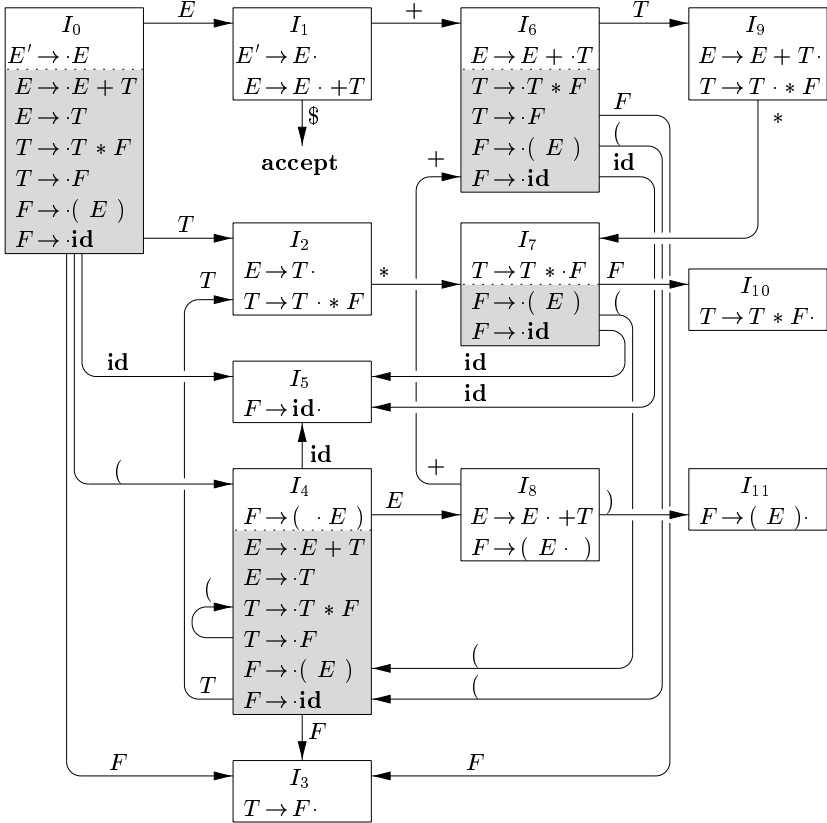 I₀
E′ → ·E
E → ·E + T
E → ·T
T → ·T * F
T → ·F
F → ·( E )
F → ·id
E
I₁
E′ → E·
E → E · +T
$
accept
+
I₆
E → E + ·T
T → ·T * F
T → ·F
F → ·( E )
F → ·id
T
I₉
E → E + T·
T → T · * F
*
F
(
id
+
T
I₂
E → T·
T → T · * F
T
*
I₇
T → T * ·F
F → ·( E )
F → ·id
F
(
I₁₀
T → T * F·
id
I₅
F → id·
id
id
id
(
I₄
F → ( · E )
E → ·E + T
E → ·T
T → ·T * F
T → ·F
F → ·( E )
F → ·id
E
+
I₈
E → E · +T
F → ( E · )
)
I₁₁
F → ( E )·
(
(
T
(
F
F
I₃
T → F·
F